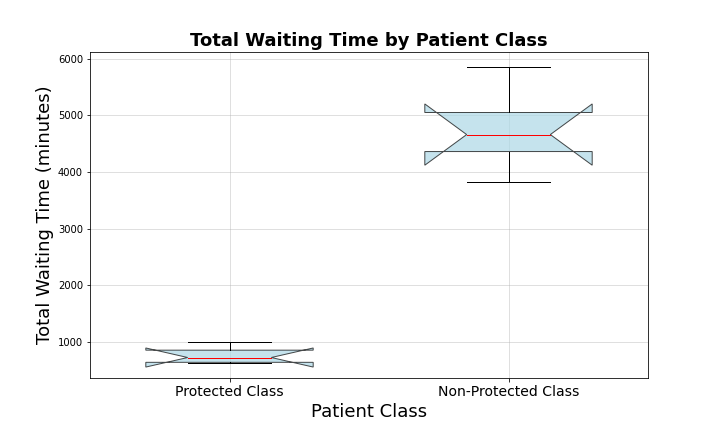 Total Waiting Time by Patient Class
Total Waiting Time (minutes)
6000
5000
4000
3000
2000
1000
Protected Class
Non-Protected Class
Patient Class